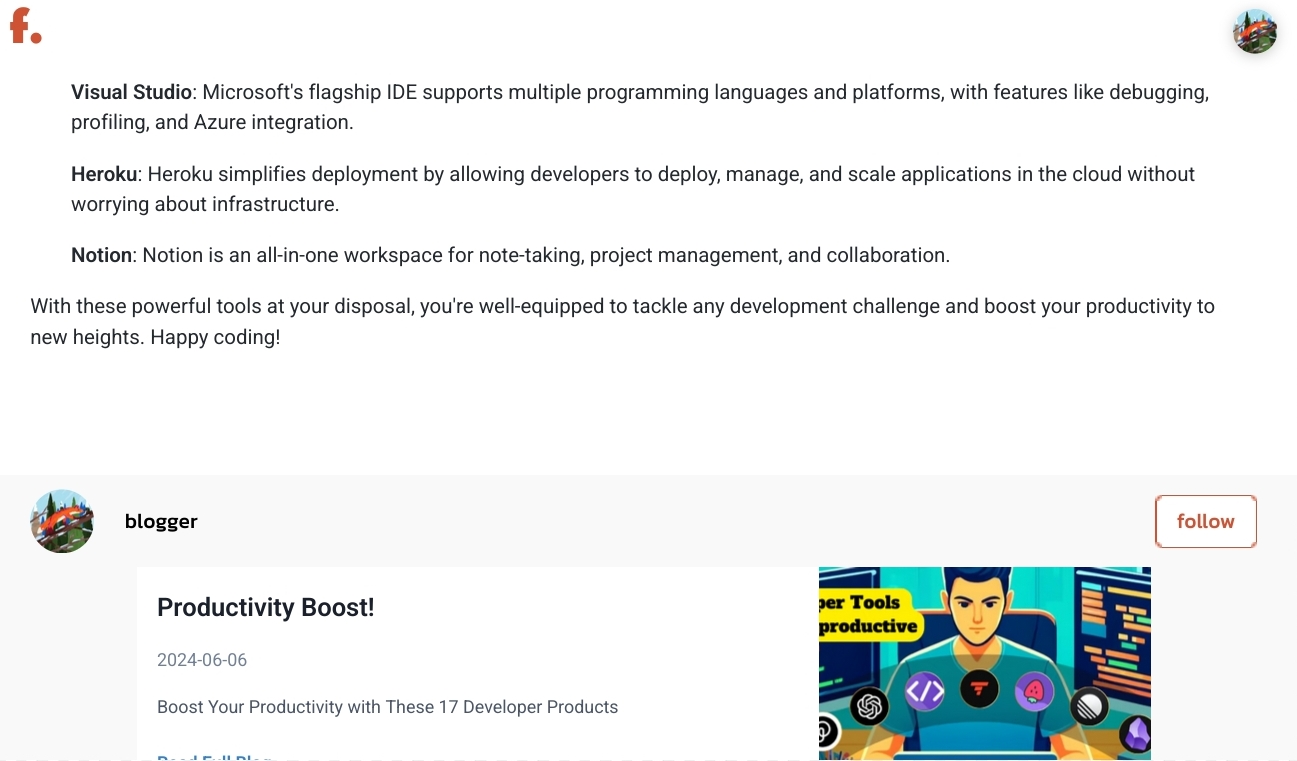 f.
Visual Studio: Microsoft's flagship IDE supports multiple programming languages and platforms, with features like debugging,
profiling, and Azure integration.
Heroku: Heroku simplifies deployment by allowing developers to deploy, manage, and scale applications in the cloud without
worrying about infrastructure.
Notion: Notion is an all-in-one workspace for note-taking, project management, and collaboration.
With these powerful tools at your disposal, you're well-equipped to tackle any development challenge and boost your productivity to
new heights. Happy coding!
blogger
follow
Productivity Boost!
2024-06-06
Boost Your Productivity with These 17 Developer Products
Read Full Blog
per Tools
productive